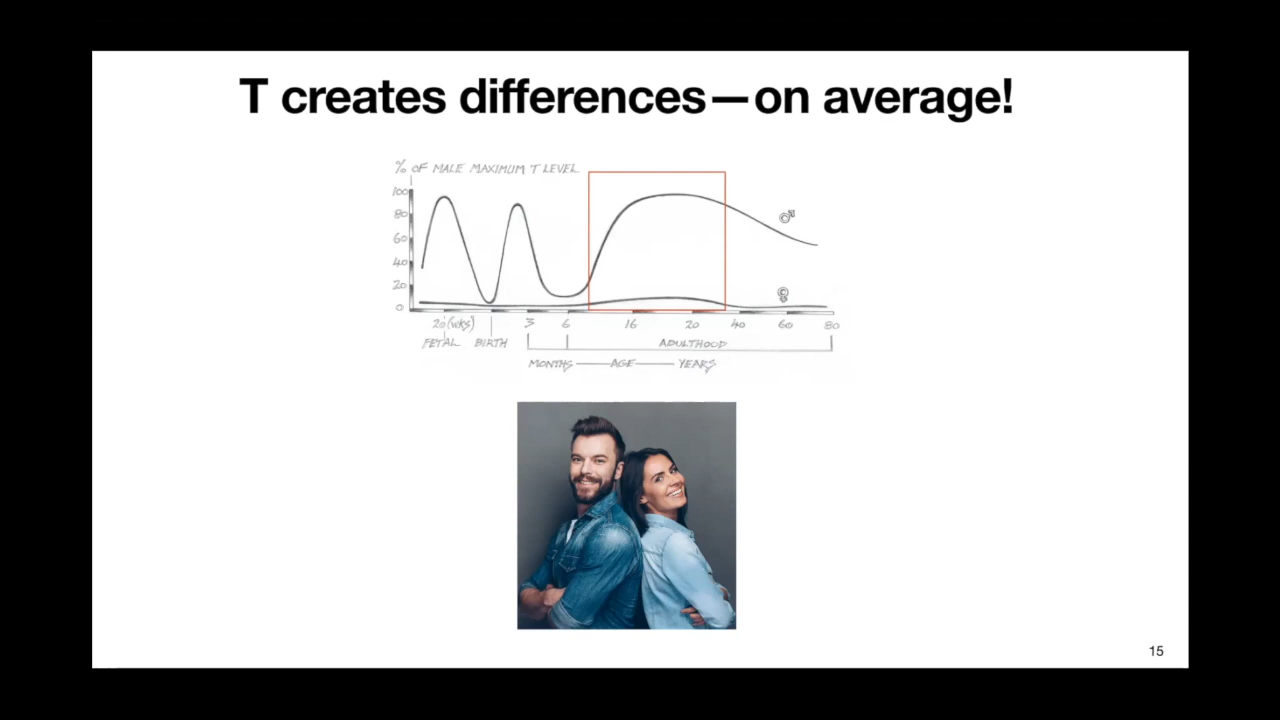 T creates differences—on average!
% OF MALE MAXIMUM T LEVEL
100
80
60
40
20
0
♂
♀
20 (wks) 3 6 16 20 40 60 80
FETAL BIRTH ADULTHOOD
MONTHS AGE YEARS
15